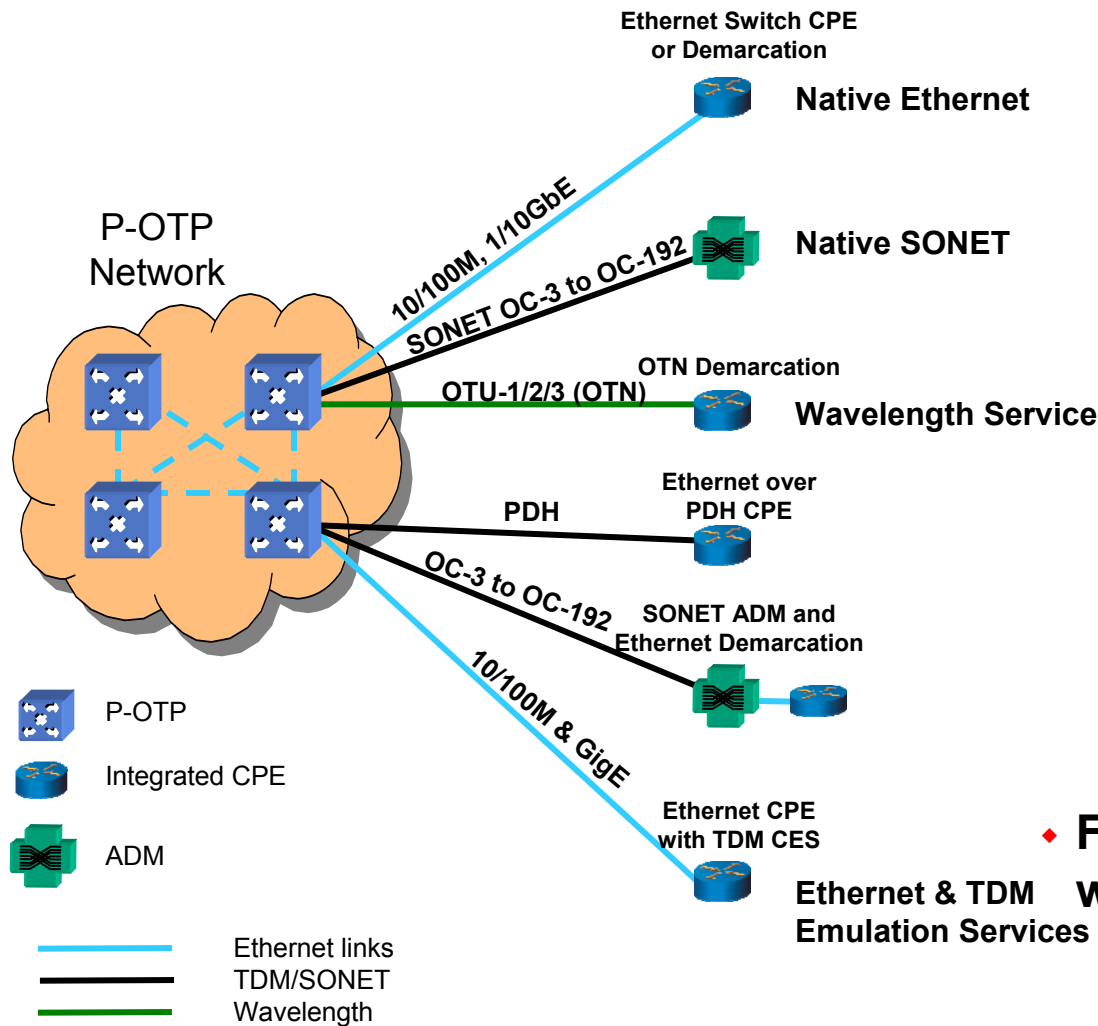 Ethernet Switch CPE
or Demarcation
Native Ethernet
10/100M, 1/10GbE
P-OTP
Network
Native SONET
SONET OC-3 to OC-192
OTN Demarcation
OTU-1/2/3 (OTN)
Wavelength Service
Ethernet over
PDH CPE
PDH
OC-3 to OC-192
SONET ADM and
Ethernet Demarcation
10/100M & GigE
P-OTP
Integrated CPE
ADM
Ethernet CPE
with TDM CES
Ethernet & TDM
Emulation Services
Ethernet links
TDM/SONET
Wavelength